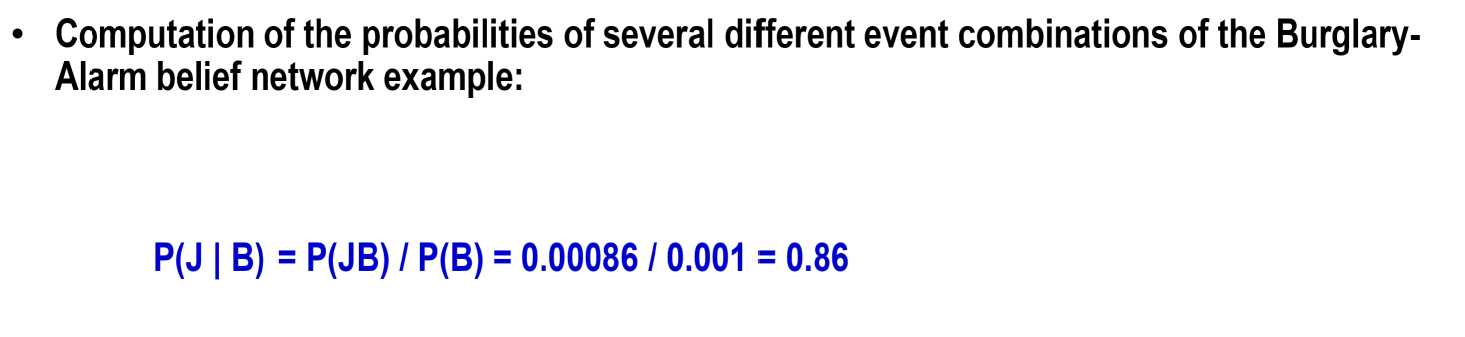 • Computation of the probabilities of several different event combinations of the Burglary-
Alarm belief network example:
P(J | B) = P(JB) / P(B) = 0.00086 / 0.001 = 0.86